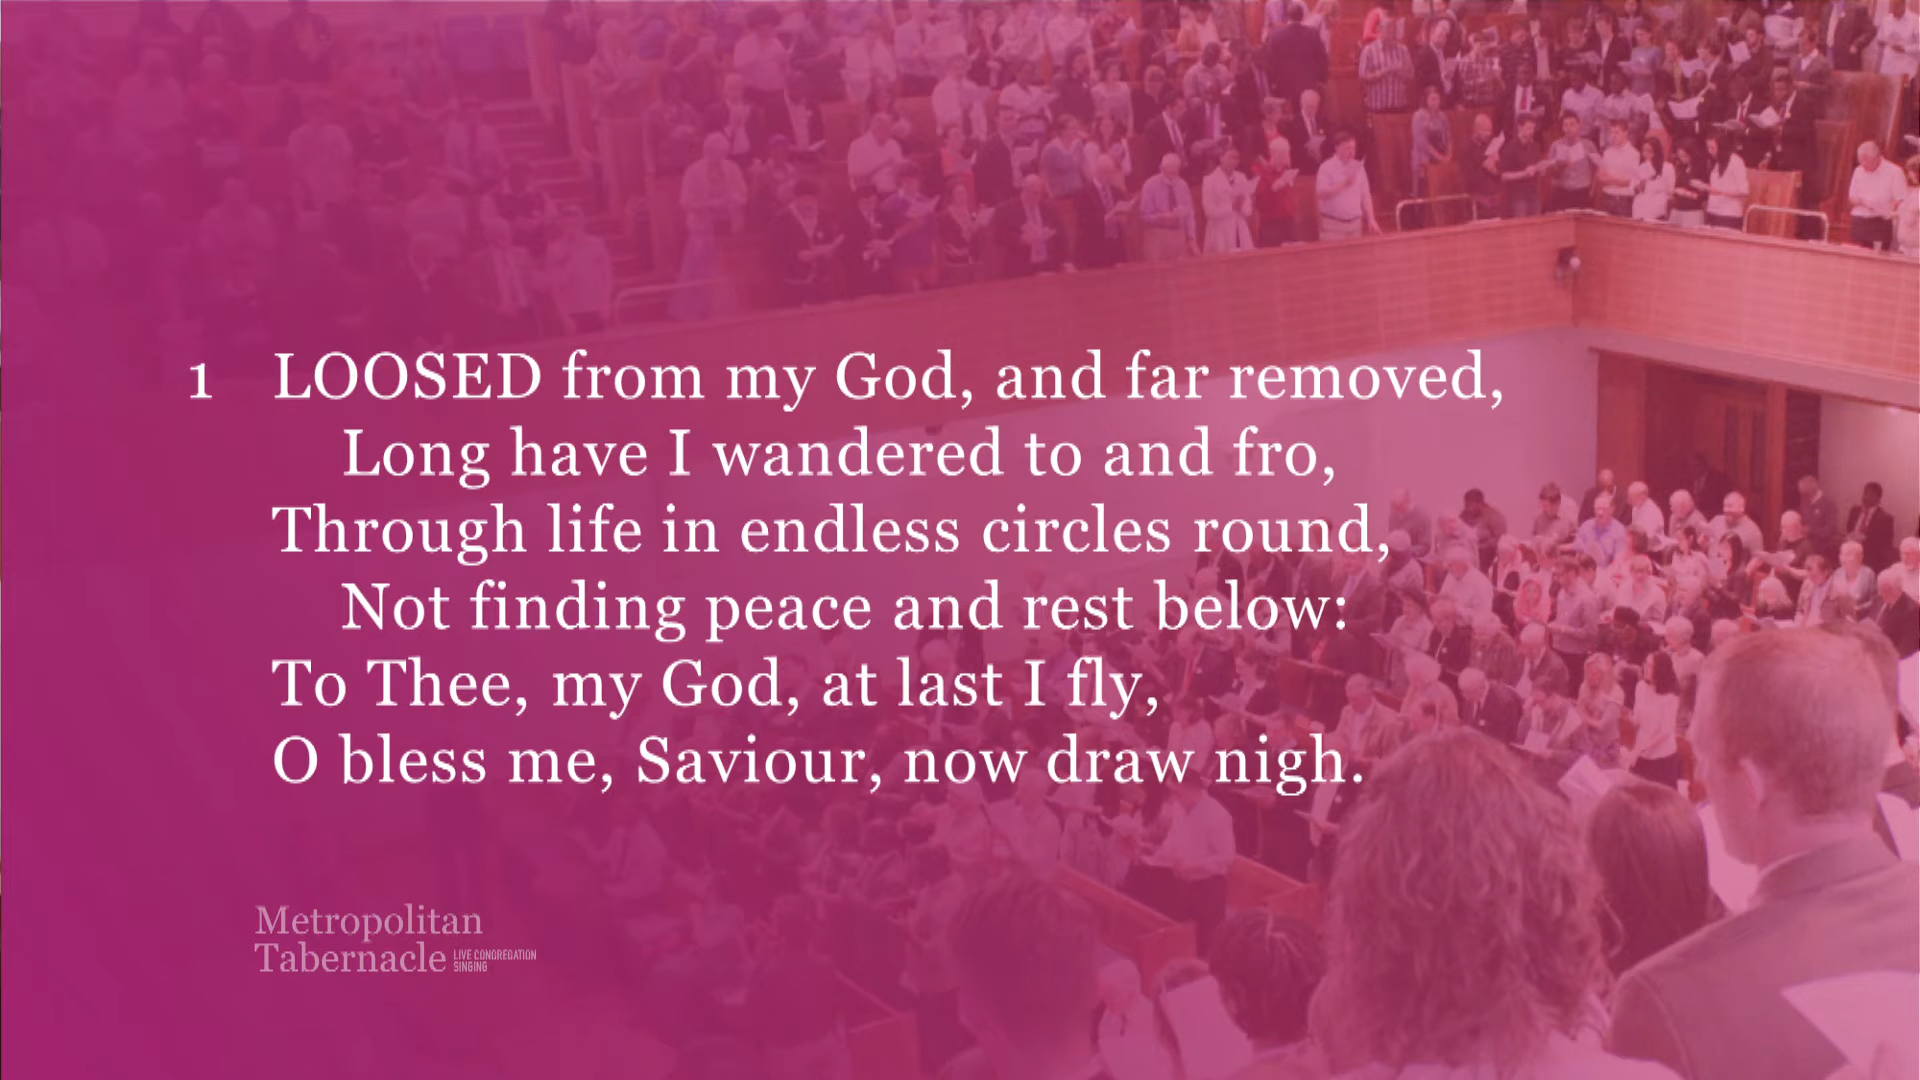 1 LOOSED from my God, and far removed,
Long have I wandered to and fro,
Through life in endless circles round,
Not finding peace and rest below:
To Thee, my God, at last I fly,
O bless me, Saviour, now draw nigh.
Metropolitan
Tabernacle LIVE CONGREGATION
SINGING